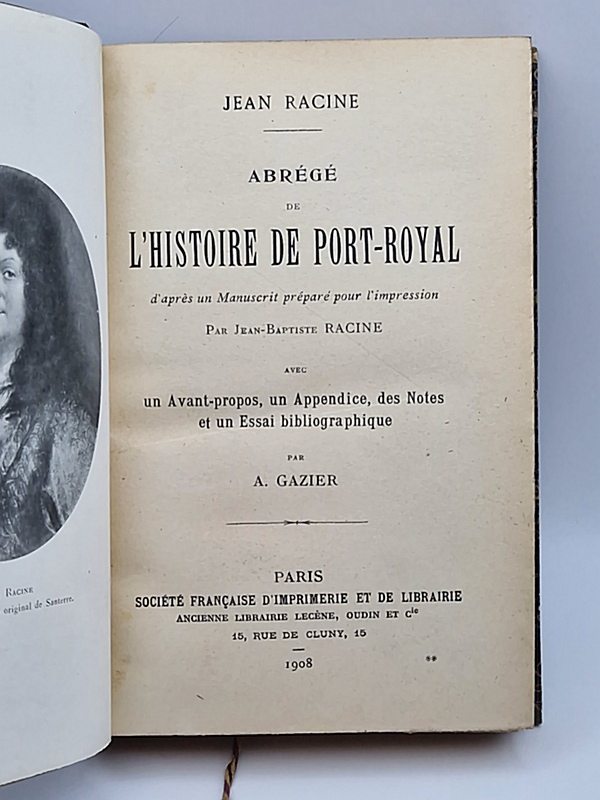 JEAN RACINE
ABRÉGÉ
DE
L'HISTOIRE DE PORT-ROYAL
d'après un Manuscrit préparé pour l'impression
PAR JEAN-BAPTISTE RACINE
AVEC
un Avant-propos, un Appendice, des Notes
et un Essai bibliographique
PAR
A. GAZIER
PARIS
SOCIÉTÉ FRANÇAISE D'IMPRIMERIE ET DE LIBRAIRIE
ANCIENNE LIBRAIRIE LECÈNE, OUDIN ET Cie
15, RUE DE CLUNY, 15
1908
**
RACINE
original de Santerre.